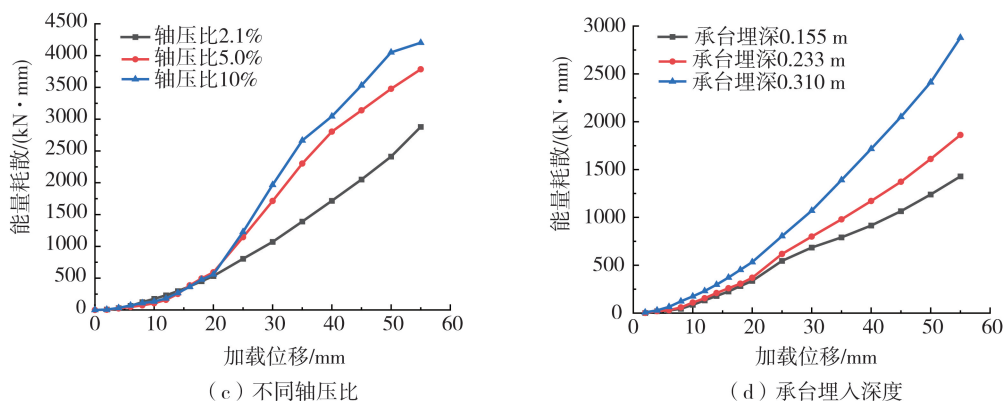 4500
4000
3500
3000
2500
2000
1500
1000
500
0
能量耗散/(kN·mm)
轴压比2.1%
轴压比5.0%
轴压比10%
0 10 20 30 40 50 60
加载位移/mm
(c)不同轴压比
3000
2500
2000
1500
1000
500
0
能量耗散/(kN·mm)
承台埋深0.155 m
承台埋深0.233 m
承台埋深0.310 m
0 10 20 30 40 50 60
加载位移/mm
(d)承台埋入深度